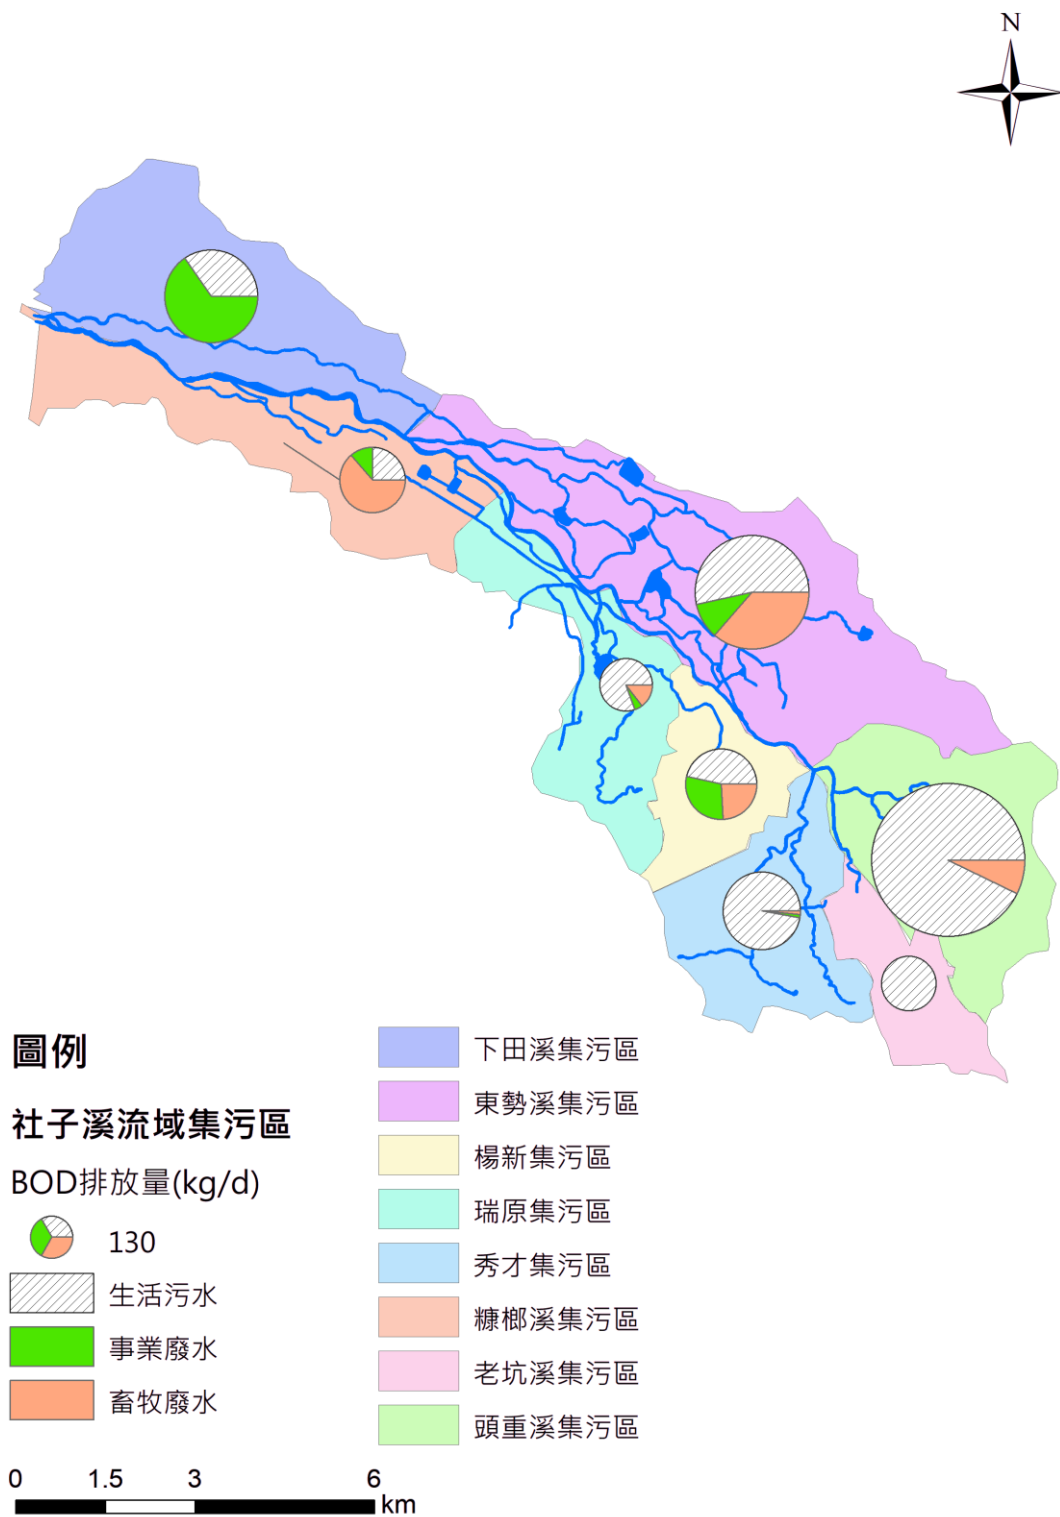 N
圖例
社子溪流域集污區
BOD排放量(kg/d)
130
生活污水
事業廢水
畜牧廢水
下田溪集污區
東勢溪集污區
楊新集污區
瑞原集污區
秀才集污區
糠榔溪集污區
老坑溪集污區
頭重溪集污區
0 1.5 3 6
km